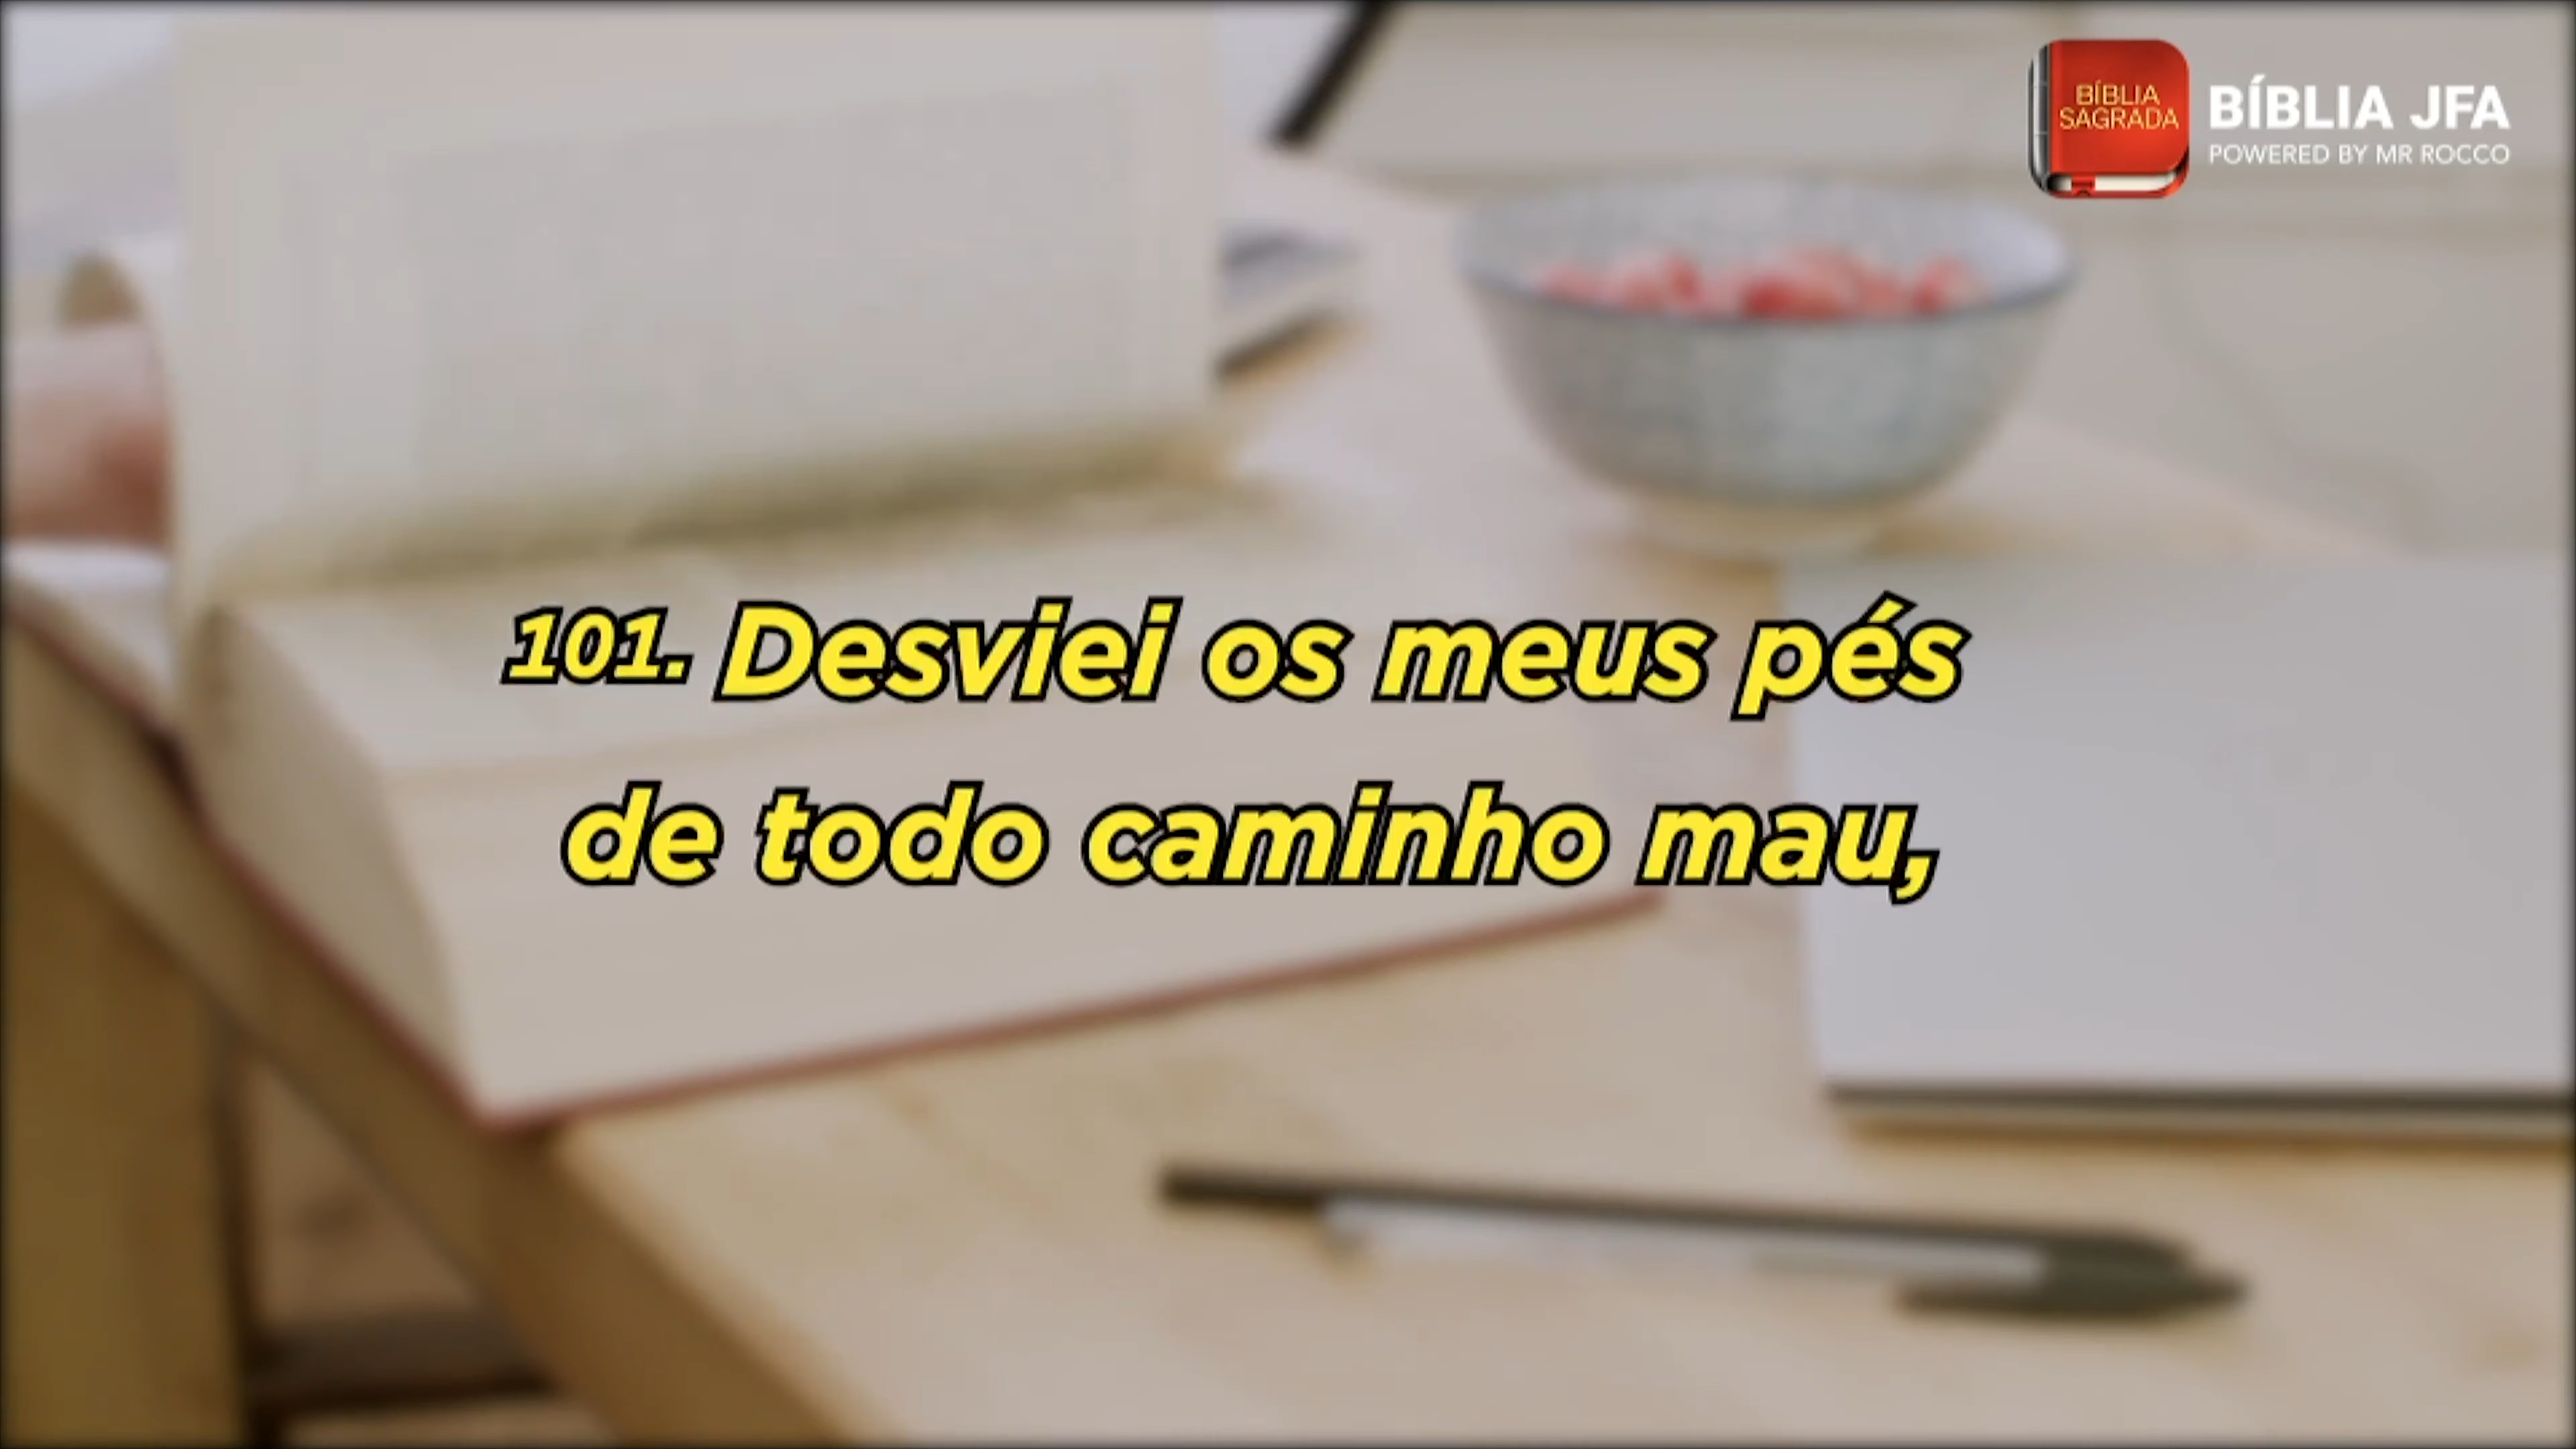 BÍBLIA
SAGRADA
BÍBLIA JFA
POWERED BY MR ROCCO
101. Desviei os meus pés
de todo caminho mau,